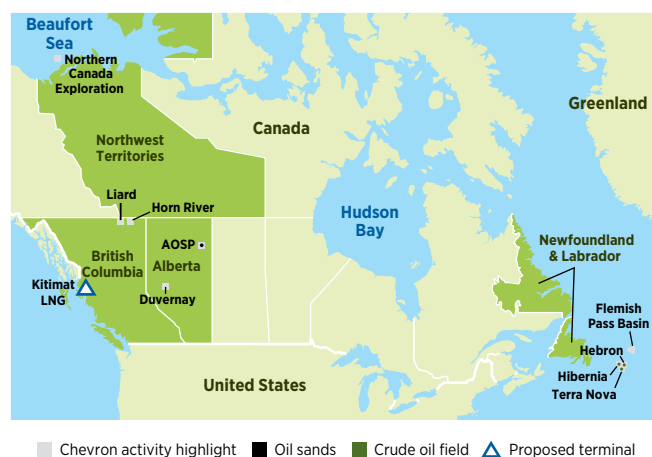 Beaufort
Sea
Northern
Canada
Exploration
Greenland
Canada
Northwest
Territories
Liard
Horn River
Hudson
Bay
AOSP
British
Columbia
Alberta
Newfoundland
& Labrador
Kitimat
LNG
Duvernay
Flemish
Pass Basin
Hebron
Hibernia
Terra Nova
United States
Chevron activity highlight
Oil sands
Crude oil field
Proposed terminal